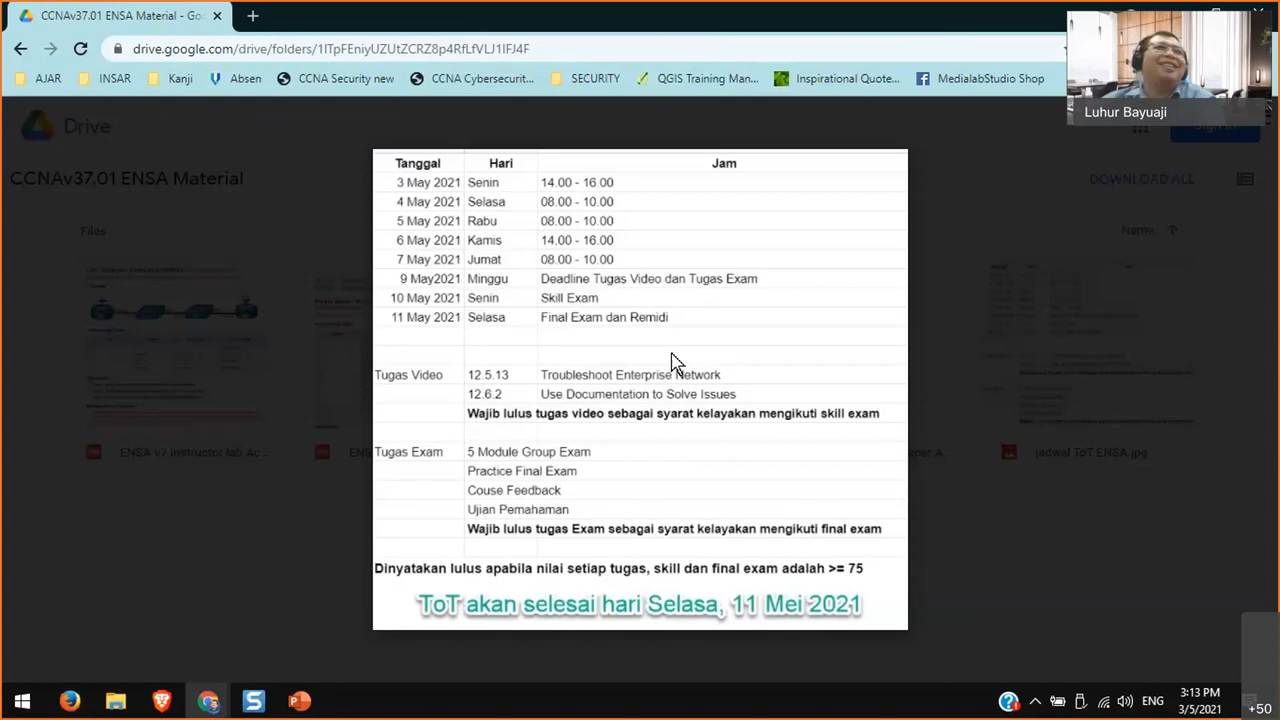 CCNAv37.01 ENSA Material - Goo
drive.google.com/drive/folders/1lTpFEniyUZUtZCRZ8p4RfLfVLJ1IFJ4F
AJAR INSAR Kanji Absen CCNA Security new CCNA Cybersecurit... SECURITY QGIS Training Man... Inspirational Quote... MedialabStudio Shop
Luhur Bayuaji
Drive
Sign in
CCNAv37.01 ENSA Material
DOWNLOAD ALL
Files
Name
Tanggal Hari Jam
3 May 2021 Senin 14.00 - 16.00
4 May 2021 Selasa 08.00 - 10.00
5 May 2021 Rabu 08.00 - 10.00
6 May 2021 Kamis 14.00 - 16.00
7 May 2021 Jumat 08.00 - 10.00
9 May2021 Minggu Deadline Tugas Video dan Tugas Exam
10 May 2021 Senin Skill Exam
11 May 2021 Selasa Final Exam dan Remidi
Tugas Video 12.5.13 Troubleshoot Enterprise Network
12.6.2 Use Documentation to Solve Issues
Wajib lulus tugas video sebagai syarat kelayakan mengikuti skill exam
Tugas Exam 5 Module Group Exam
Practice Final Exam
Couse Feedback
Ujian Pemahaman
Wajib lulus tugas Exam sebagai syarat kelayakan mengikuti final exam
Dinyatakan lulus apabila nilai setiap tugas, skill dan final exam adalah >= 75
ToT akan selesai hari Selasa, 11 Mei 2021
ENSA v7 Instructor lab Ac...
jadwal ToT ENSA.jpg
ENG
3:13 PM
3/5/2021
+50